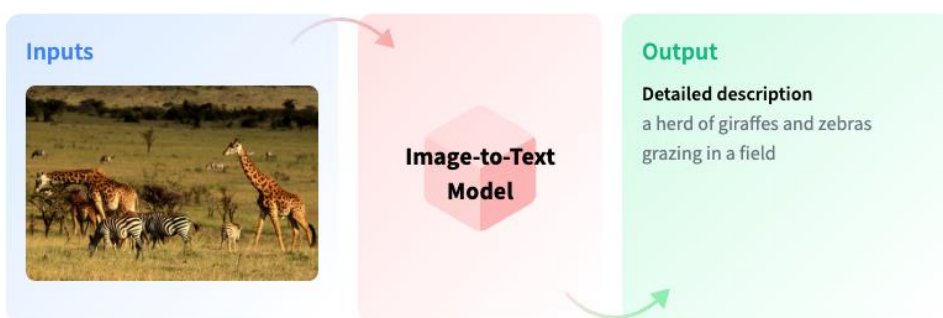 Inputs
Image-to-Text
Model
Output
Detailed description
a herd of giraffes and zebras
grazing in a field